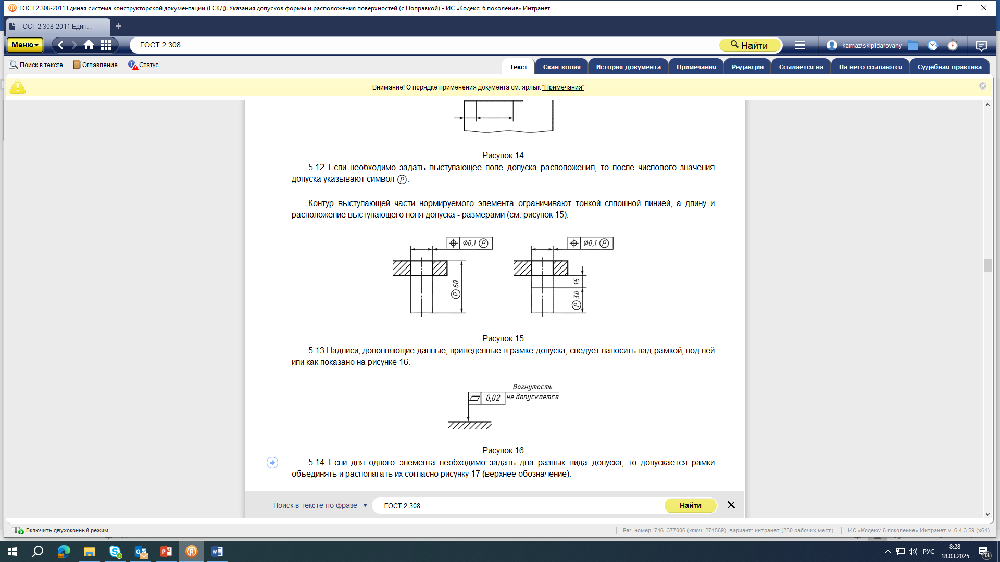 ГОСТ 2.308-2011 Единая система конструкторской документации (ЕСКД). Указания допусков формы и расположения поверхностей (с Поправкой) - ИС «Кодекс: 6 поколение» Интранет
ГОСТ 2.308-2011 Един...
Меню
ГОСТ 2.308
Найти
kamaz\skipidarovany
Поиск в тексте
Оглавление
Статус
Текст
Скан-копия
История документа
Примечания
Редакции
Ссылается на
На него ссылаются
Судебная практика
Внимание! О порядке применения документа см. ярлык "Примечания"
Рисунок 14
5.12 Если необходимо задать выступающее поле допуска расположения, то после числового значения
допуска указывают символ Ⓟ.
Контур выступающей части нормируемого элемента ограничивают тонкой сплошной линией, а длину и
расположение выступающего поля допуска - размерами (см. рисунок 15).
⌀0,1 Ⓟ
⌀0,1 Ⓟ
Ⓟ 60
15
Ⓟ 30
Рисунок 15
5.13 Надписи, дополняющие данные, приведенные в рамке допуска, следует наносить над рамкой, под ней
или как показано на рисунке 16.
Вогнутость
0,02 не допускается
Рисунок 16
5.14 Если для одного элемента необходимо задать два разных вида допуска, то допускается рамки
объединять и располагать их согласно рисунку 17 (верхнее обозначение).
Поиск в тексте по фразе
ГОСТ 2.308
Найти
Включить двухоконный режим
Рег. номер: 746_377006 (ключ: 274569), вариант: интранет (250 рабочих мест)
ИС «Кодекс: 6 поколение» Интранет v. 6.4.3.59 (x64)
РУС
8:28
18.03.2025
13